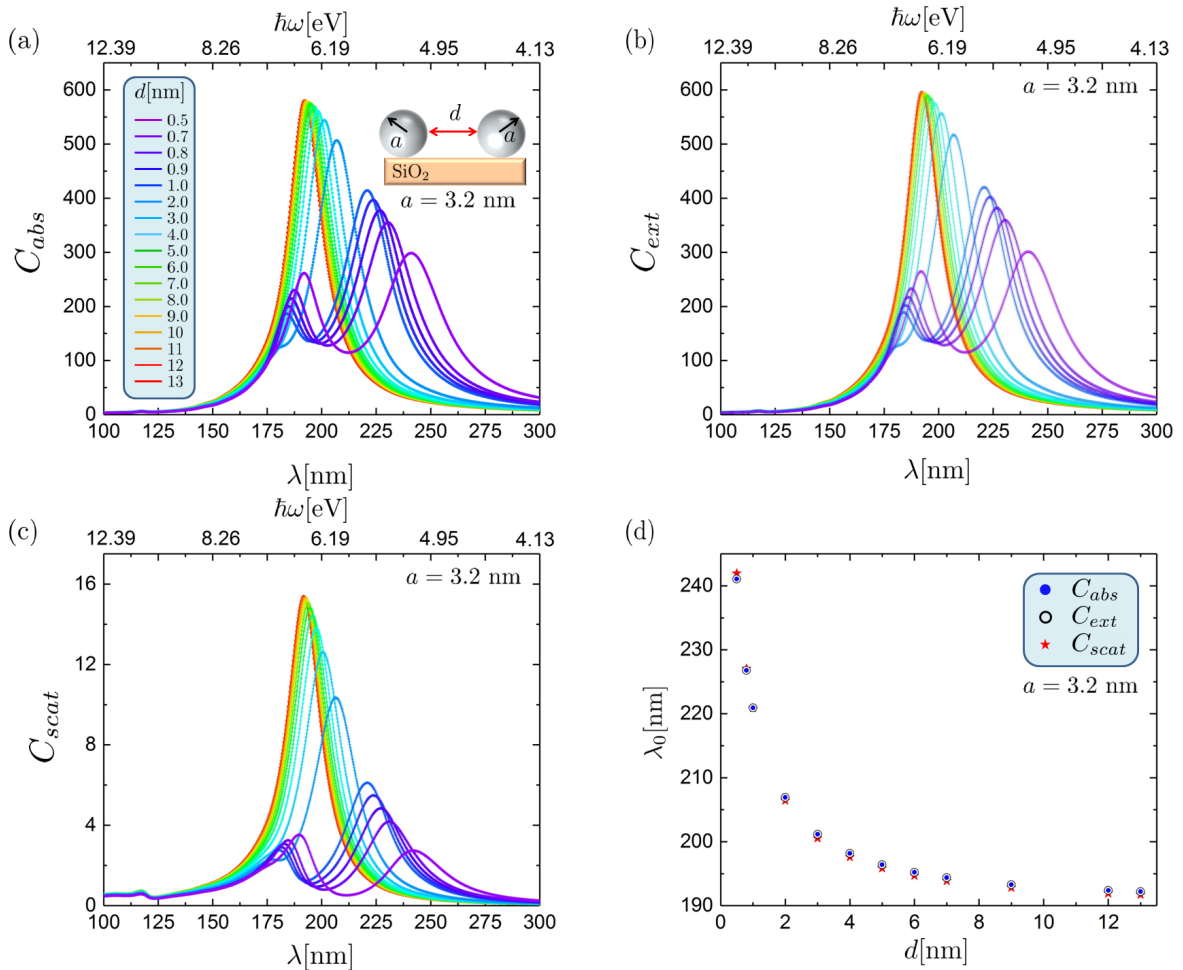 (a)
ħω[eV]
12.39 8.26 6.19 4.95 4.13
C_abs
600
500
400
300
200
100
0
d[nm]
0.5
0.7
0.8
0.9
1.0
2.0
3.0
4.0
5.0
6.0
7.0
8.0
9.0
10
11
12
13
d
a a
SiO₂
a = 3.2 nm
100 125 150 175 200 225 250 275 300
λ[nm]
(b)
ħω[eV]
12.39 8.26 6.19 4.95 4.13
a = 3.2 nm
C_ext
600
500
400
300
200
100
0
100 125 150 175 200 225 250 275 300
λ[nm]
(c)
ħω[eV]
12.39 8.26 6.19 4.95 4.13
a = 3.2 nm
C_scat
16
12
8
4
0
100 125 150 175 200 225 250 275 300
λ[nm]
(d)
λ₀[nm]
240
230
220
210
200
190
C_abs
C_ext
C_scat
a = 3.2 nm
0 2 4 6 8 10 12
d[nm]